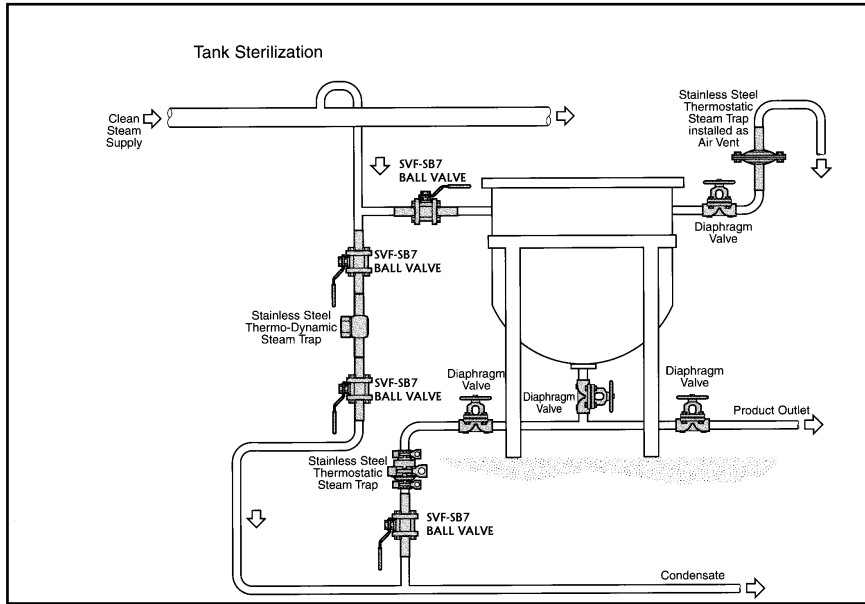 Tank Sterilization
Clean
Steam
Supply
SVF-SB7
BALL VALVE
Stainless Steel
Thermostatic
Steam Trap
installed as
Air Vent
Diaphragm
Valve
SVF-SB7
BALL VALVE
Stainless Steel
Thermo-Dynamic
Steam Trap
SVF-SB7
BALL VALVE
Diaphragm
Valve
Diaphragm
Valve
Diaphragm
Valve
Product Outlet
Stainless Steel
Thermostatic
Steam Trap
SVF-SB7
BALL VALVE
Condensate